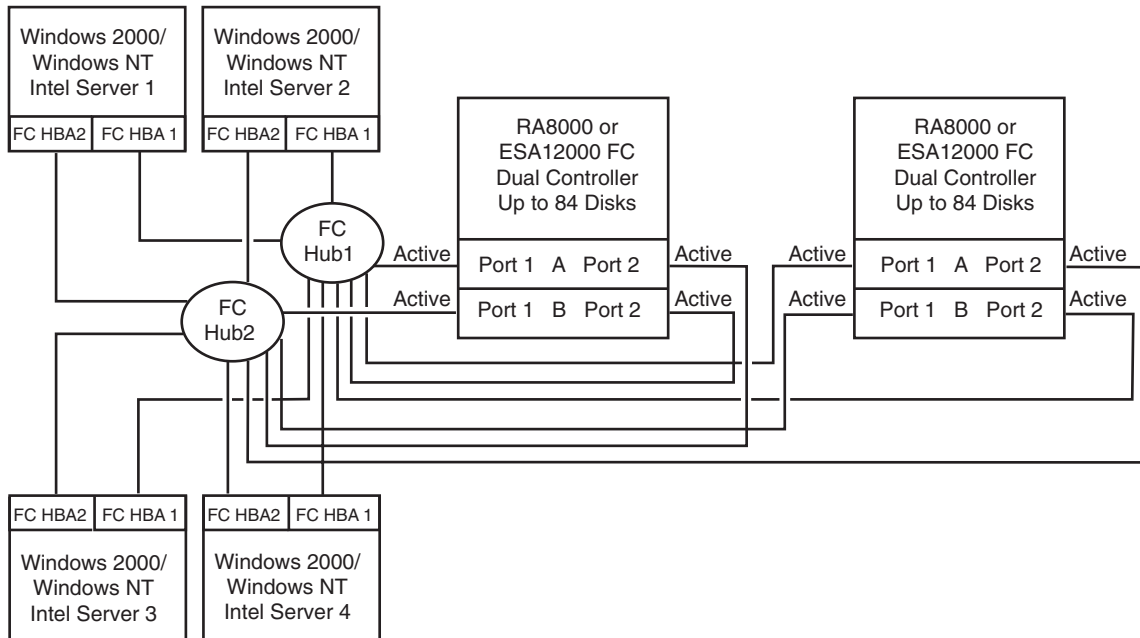 Windows 2000/
Windows NT
Intel Server 1
FC HBA2
FC HBA 1
Windows 2000/
Windows NT
Intel Server 2
FC HBA2
FC HBA 1
RA8000 or
ESA12000 FC
Dual Controller
Up to 84 Disks
RA8000 or
ESA12000 FC
Dual Controller
Up to 84 Disks
FC
Hub1
Active
Port 1 A Port 2
Active
Active
Port 1 A Port 2
Active
FC
Hub2
Active
Port 1 B Port 2
Active
Active
Port 1 B Port 2
Active
FC HBA2
FC HBA 1
Windows 2000/
Windows NT
Intel Server 3
FC HBA2
FC HBA 1
Windows 2000/
Windows NT
Intel Server 4